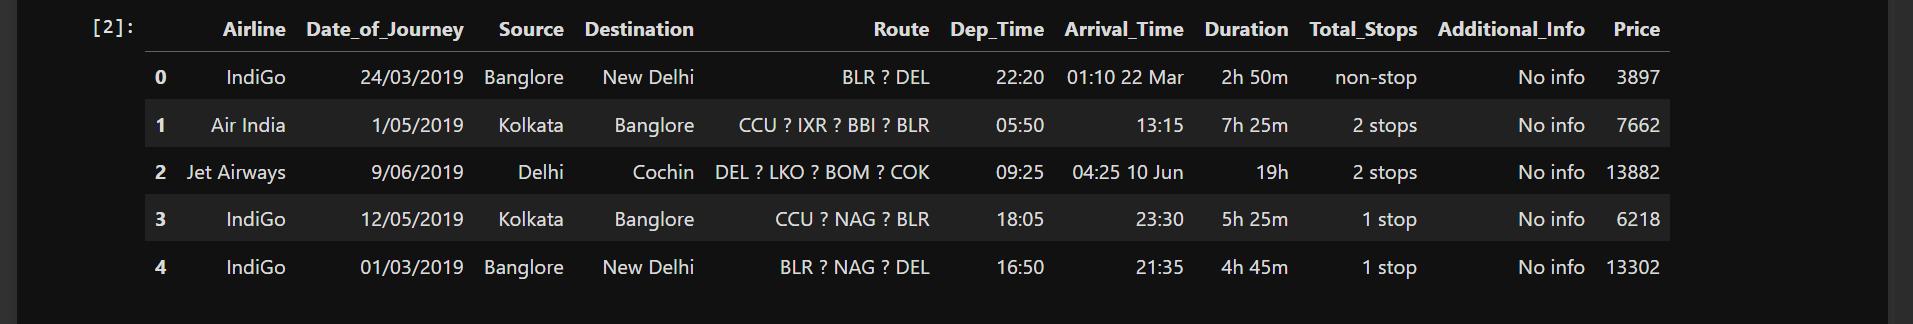 [2]: Airline Date_of_Journey Source Destination Route Dep_Time Arrival_Time Duration Total_Stops Additional_Info Price
0 IndiGo 24/03/2019 Banglore New Delhi BLR ? DEL 22:20 01:10 22 Mar 2h 50m non-stop No info 3897
1 Air India 1/05/2019 Kolkata Banglore CCU ? IXR ? BBI ? BLR 05:50 13:15 7h 25m 2 stops No info 7662
2 Jet Airways 9/06/2019 Delhi Cochin DEL ? LKO ? BOM ? COK 09:25 04:25 10 Jun 19h 2 stops No info 13882
3 IndiGo 12/05/2019 Kolkata Banglore CCU ? NAG ? BLR 18:05 23:30 5h 25m 1 stop No info 6218
4 IndiGo 01/03/2019 Banglore New Delhi BLR ? NAG ? DEL 16:50 21:35 4h 45m 1 stop No info 13302